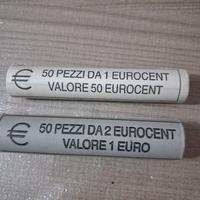 € 50 PEZZI DA 1 EUROCENT
VALORE 50 EUROCENT
€ 50 PEZZI DA 2 EUROCENT
VALORE 1 EURO